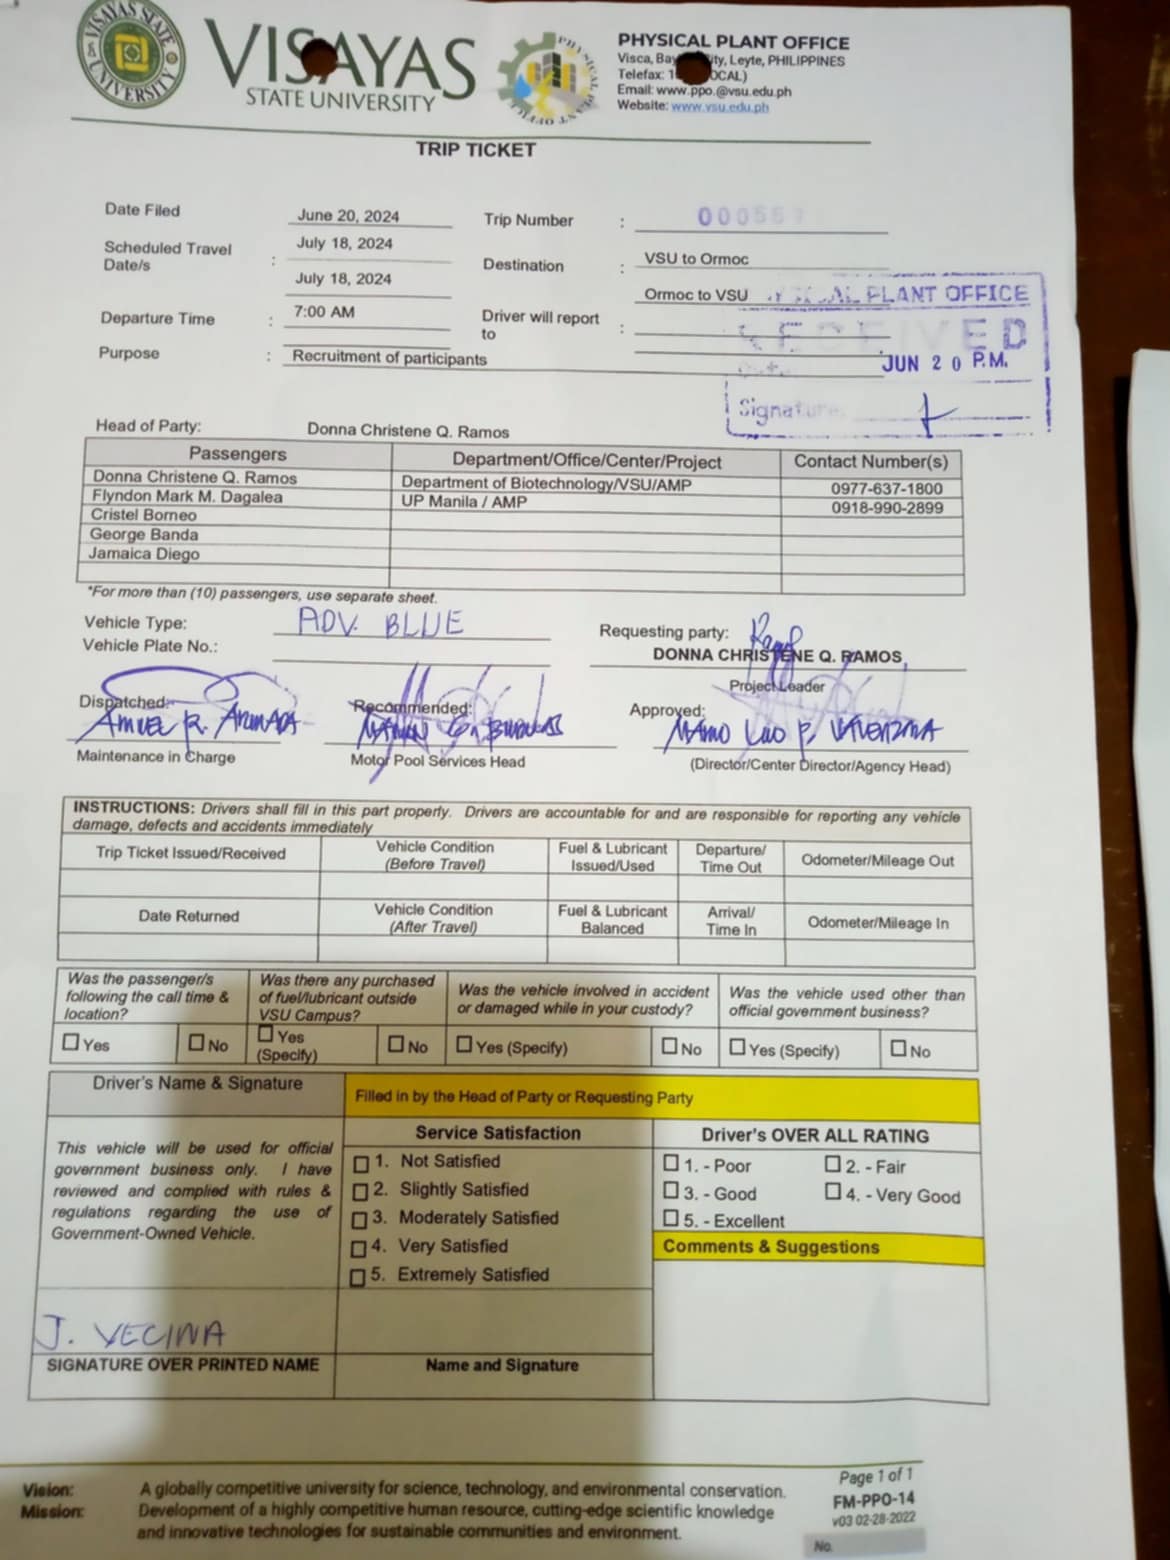 VISAYAS STATE UNIVERSITY
VISAYAS
STATE UNIVERSITY
PHYSICAL PLANT OFFICE
PHYSICAL PLANT OFFICE
Visca, Leyte, PHILIPPINES
Telefax:
Email: www.ppo.@vsu.edu.ph
Website: www.vsu.edu.ph
TRIP TICKET
Date Filed June 20, 2024 Trip Number :
Scheduled Travel Date/s : July 18, 2024
July 18, 2024
Destination : VSU to Ormoc
Ormoc to VSU
Departure Time : 7:00 AM Driver will report to :
Purpose : Recruitment of participants
PHYSICAL PLANT OFFICE
RECEIVED
Date: JUN 20 P.M.
Signature:
Head of Party: Donna Christene Q. Ramos
Passengers Department/Office/Center/Project Contact Number(s)
Donna Christene Q. Ramos Department of Biotechnology/VSU/AMP 0977-637-1800
Flyndon Mark M. Dagalea UP Manila / AMP 0918-990-2899
Cristel Borneo
George Banda
Jamaica Diego
*For more than (10) passengers, use separate sheet.
Vehicle Type: ADV. BLUE
Vehicle Plate No.:
Requesting party:
DONNA CHRISTENE Q. RAMOS
Project Leader
Dispatched: Recommended: Approved:
Maintenance in Charge Motor Pool Services Head (Director/Center Director/Agency Head)
INSTRUCTIONS: Drivers shall fill in this part properly. Drivers are accountable for and are responsible for reporting any vehicle
damage, defects and accidents immediately
Trip Ticket Issued/Received Vehicle Condition (Before Travel) Fuel & Lubricant Issued/Used Departure/ Time Out Odometer/Mileage Out
Date Returned Vehicle Condition (After Travel) Fuel & Lubricant Balanced Arrival/ Time In Odometer/Mileage In
Was the passenger/s following the call time & location?
Was there any purchased of fuel/lubricant outside VSU Campus?
Was the vehicle involved in accident or damaged while in your custody?
Was the vehicle used other than official government business?
☐ Yes ☐ No ☐ Yes (Specify) ☐ No ☐ Yes (Specify) ☐ No ☐ Yes (Specify) ☐ No
Driver's Name & Signature
Filled in by the Head of Party or Requesting Party
This vehicle will be used for official
government business only. I have
reviewed and complied with rules &
regulations regarding the use of
Government-Owned Vehicle.
Service Satisfaction
☐ 1. Not Satisfied
☐ 2. Slightly Satisfied
☐ 3. Moderately Satisfied
☐ 4. Very Satisfied
☐ 5. Extremely Satisfied
Driver's OVER ALL RATING
☐ 1. - Poor ☐ 2. - Fair
☐ 3. - Good ☐ 4. - Very Good
☐ 5. - Excellent
Comments & Suggestions
J. VECINA
SIGNATURE OVER PRINTED NAME
Name and Signature
Vision: A globally competitive university for science, technology, and environmental conservation.
Mission: Development of a highly competitive human resource, cutting-edge scientific knowledge
and innovative technologies for sustainable communities and environment.
Page 1 of 1
FM-PPO-14
v03 02-28-2022
No.